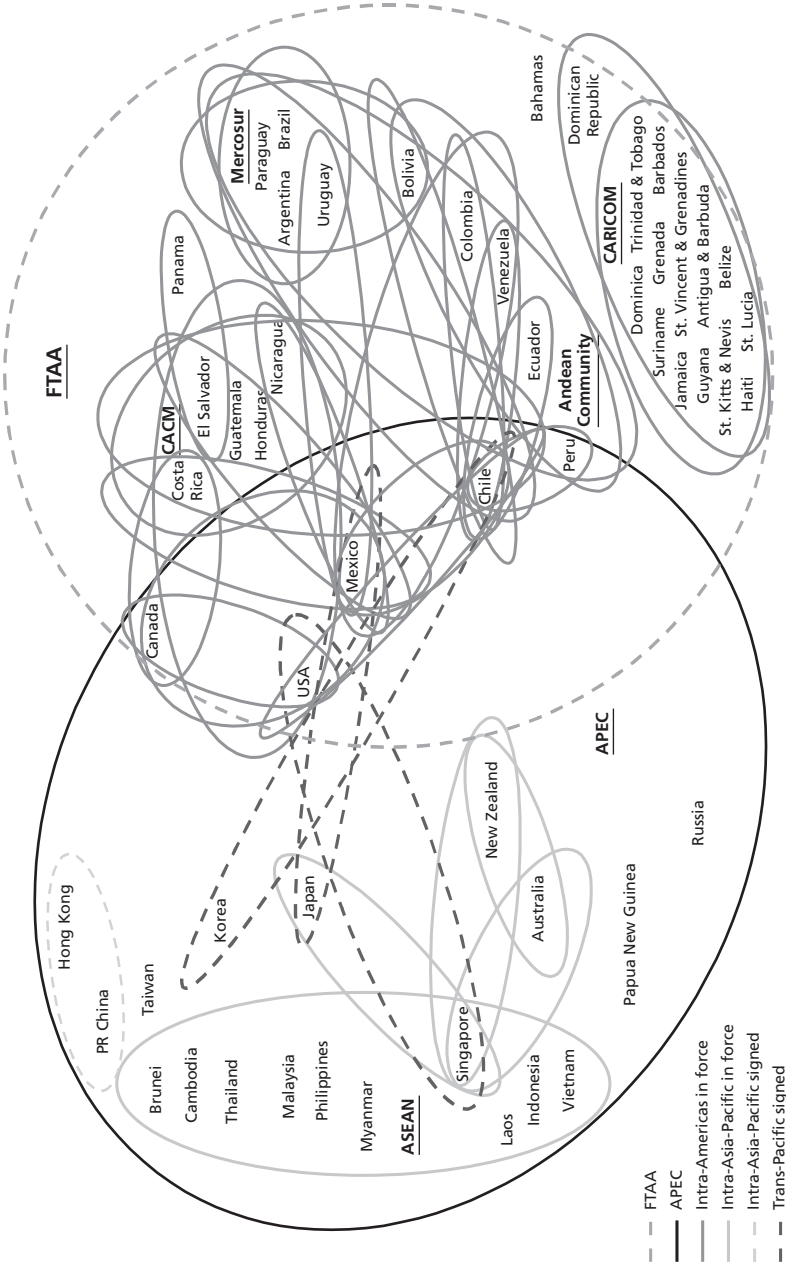 FTAA
Mercosur
Paraguay
Argentina Brazil
Uruguay
Panama
CACM
El Salvador
Guatemala
Honduras
Nicaragua
Costa
Rica
Canada
USA
Mexico
Bolivia
Colombia
Venezuela
Ecuador
Andean
Community
Peru
Chile
Bahamas
Dominican
Republic
CARICOM
Dominica Trinidad & Tobago
Suriname Grenada Barbados
Jamaica St. Vincent & Grenadines
Guyana Antigua & Barbuda
St. Kitts & Nevis Belize
Haiti St. Lucia
APEC
Hong Kong
PR China
Taiwan
Korea
Japan
New Zealand
Australia
Papua New Guinea
Russia
Brunei
Cambodia
Thailand
Malaysia
Philippines
Myanmar
ASEAN
Singapore
Laos
Indonesia
Vietnam
FTAA
APEC
Intra-Americas in force
Intra-Asia-Pacific in force
Intra-Asia-Pacific signed
Trans-Pacific signed